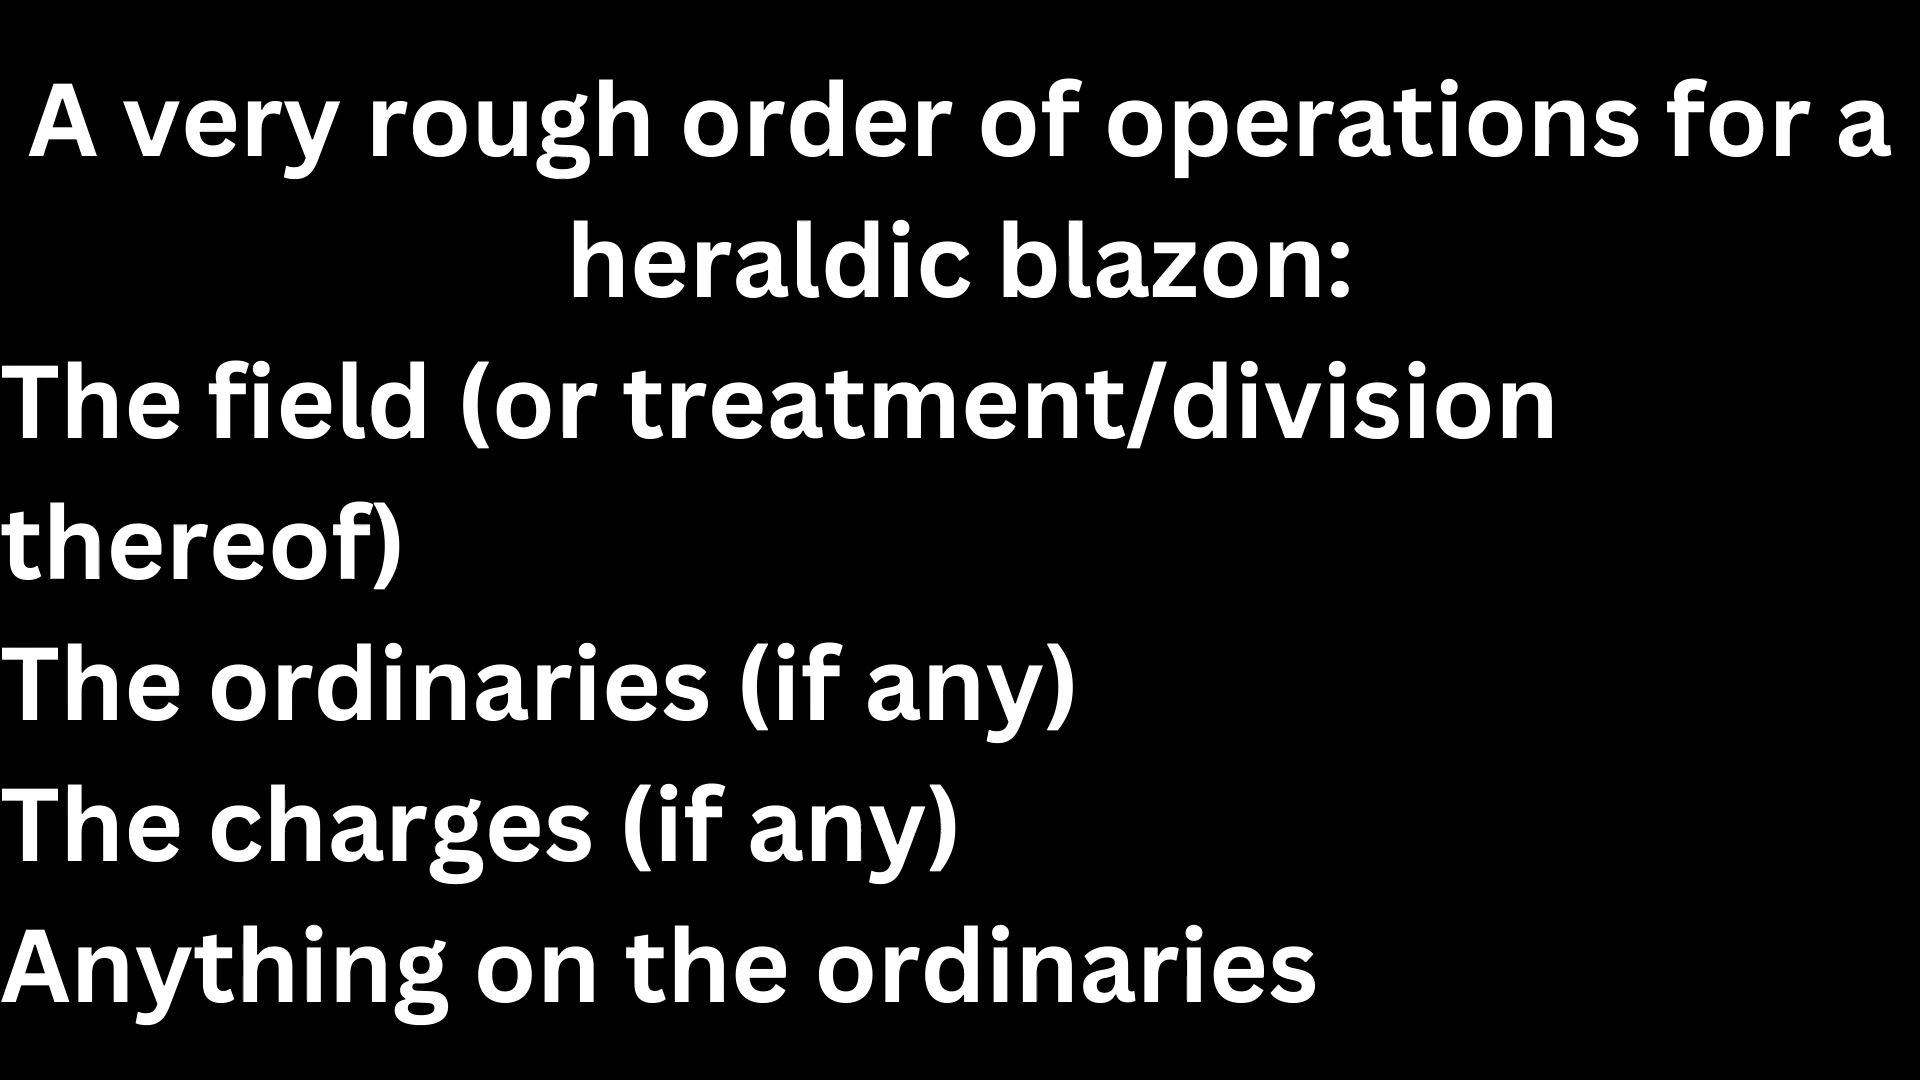 A very rough order of operations for a
heraldic blazon:
The field (or treatment/division
thereof)
The ordinaries (if any)
The charges (if any)
Anything on the ordinaries